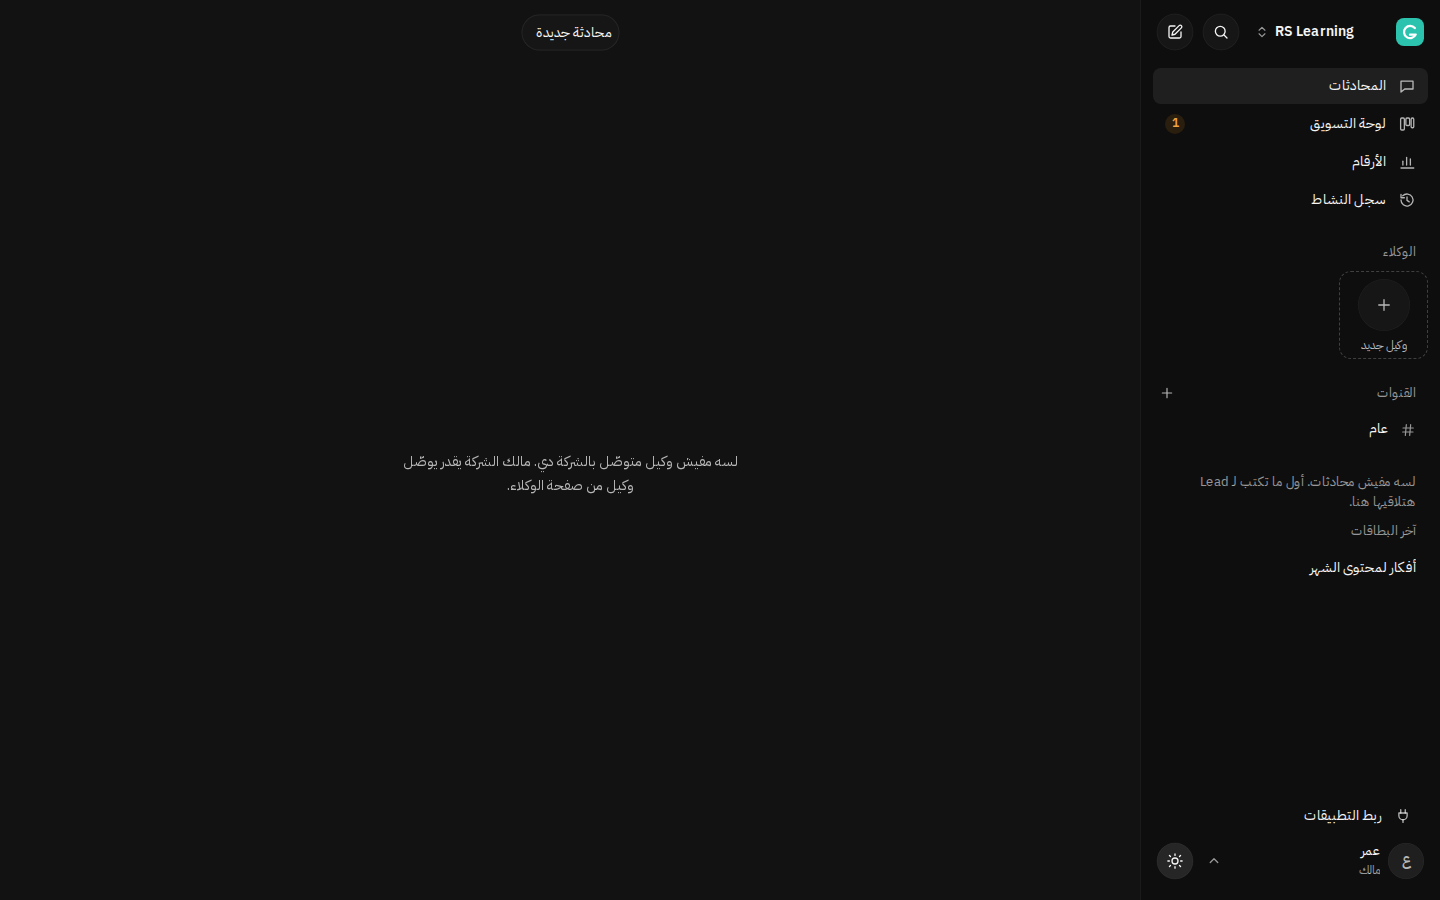 RS Learning
المحادثات
لوحة التسويق
1
الأرقام
سجل النشاط
الوكلاء
وكيل جديد
القنوات
عام
لسه مفيش محادثات. أول ما تكتب لـ Lead
هتلاقيها هنا.
آخر البطاقات
أفكار لمحتوى الشهر
ربط التطبيقات
ع
عمر
مالك
محادثة جديدة
لسه مفيش وكيل متوصّل بالشركة دي. مالك الشركة يقدر يوصّل
وكيل من صفحة الوكلاء.